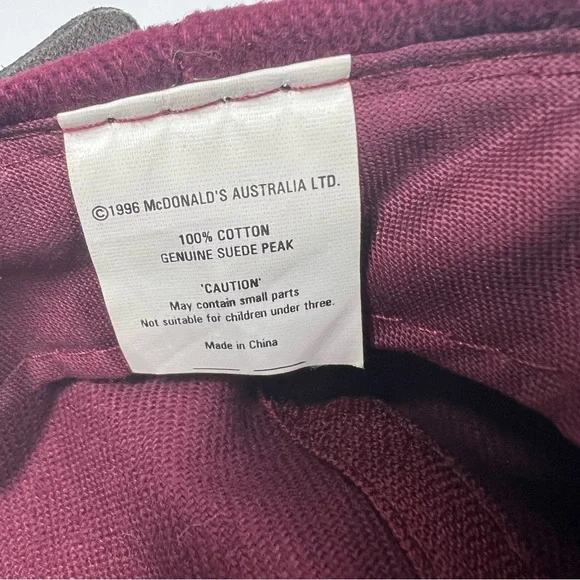 ©1996 McDONALD'S AUSTRALIA LTD.
100% COTTON
GENUINE SUEDE PEAK
'CAUTION'
May contain small parts
Not suitable for children under three.
Made in China